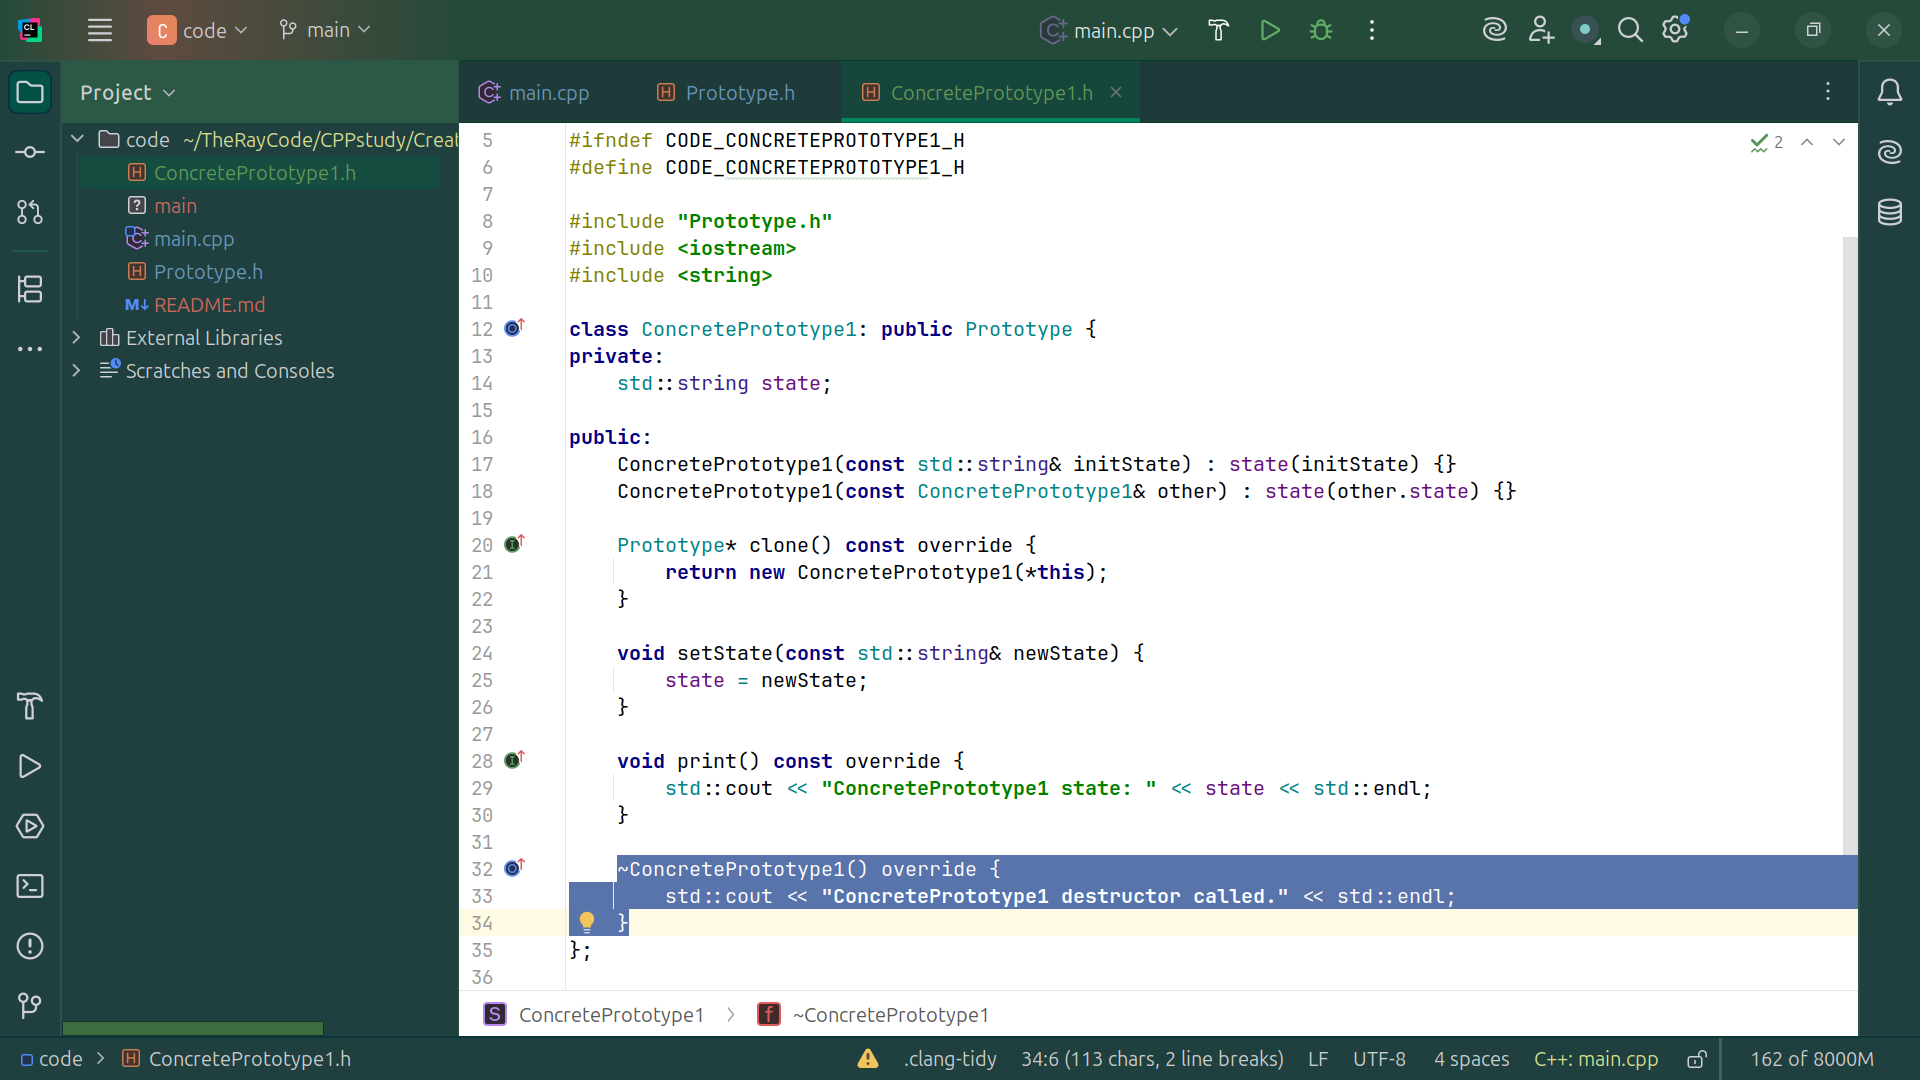 CL
C code main
main.cpp
Project
main.cpp Prototype.h ConcretePrototype1.h
code ~/TheRayCode/CPPstudy/Creat
ConcretePrototype1.h
main
main.cpp
Prototype.h
README.md
External Libraries
Scratches and Consoles
2
5 #ifndef CODE_CONCRETEPROTOTYPE1_H
6 #define CODE_CONCRETEPROTOTYPE1_H
7
8 #include "Prototype.h"
9 #include <iostream>
10 #include <string>
11
12 class ConcretePrototype1: public Prototype {
13 private:
14 std::string state;
15
16 public:
17 ConcretePrototype1(const std::string& initState) : state(initState) {}
18 ConcretePrototype1(const ConcretePrototype1& other) : state(other.state) {}
19
20 Prototype* clone() const override {
21 return new ConcretePrototype1(*this);
22 }
23
24 void setState(const std::string& newState) {
25 state = newState;
26 }
27
28 void print() const override {
29 std::cout << "ConcretePrototype1 state: " << state << std::endl;
30 }
31
32 ~ConcretePrototype1() override {
33 std::cout << "ConcretePrototype1 destructor called." << std::endl;
34 }
35 };
36
S ConcretePrototype1 f ~ConcretePrototype1
code ConcretePrototype1.h .clang-tidy 34:6 (113 chars, 2 line breaks) LF UTF-8 4 spaces C++: main.cpp 162 of 8000M